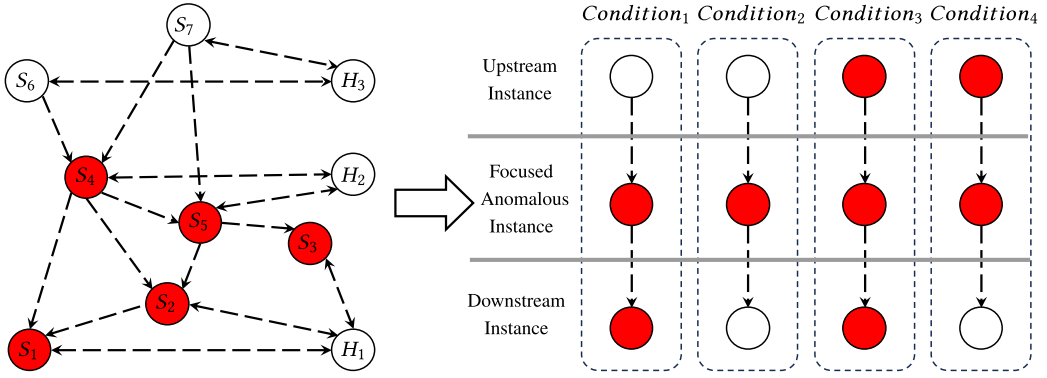 S7
S6
H3
S4
H2
S5
S3
S2
S1
H1
Condition1 Condition2 Condition3 Condition4
Upstream
Instance
Focused
Anomalous
Instance
Downstream
Instance